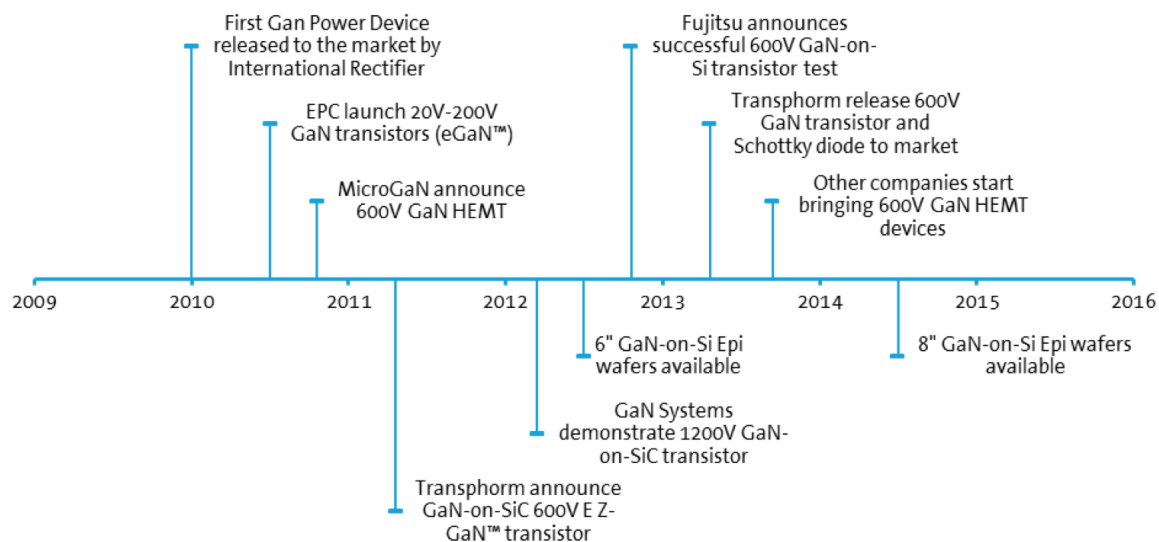 First Gan Power Device
released to the market by
International Rectifier
EPC launch 20V-200V
GaN transistors (eGaN™)
MicroGaN announce
600V GaN HEMT
Fujitsu announces
successful 600V GaN-on-
Si transistor test
Transphorm release 600V
GaN transistor and
Schottky diode to market
Other companies start
bringing 600V GaN HEMT
devices
2009 2010 2011 2012 2013 2014 2015 2016
6" GaN-on-Si Epi
wafers available
8" GaN-on-Si Epi wafers
available
GaN Systems
demonstrate 1200V GaN-
on-SiC transistor
Transphorm announce
GaN-on-SiC 600V E Z-
GaN™ transistor